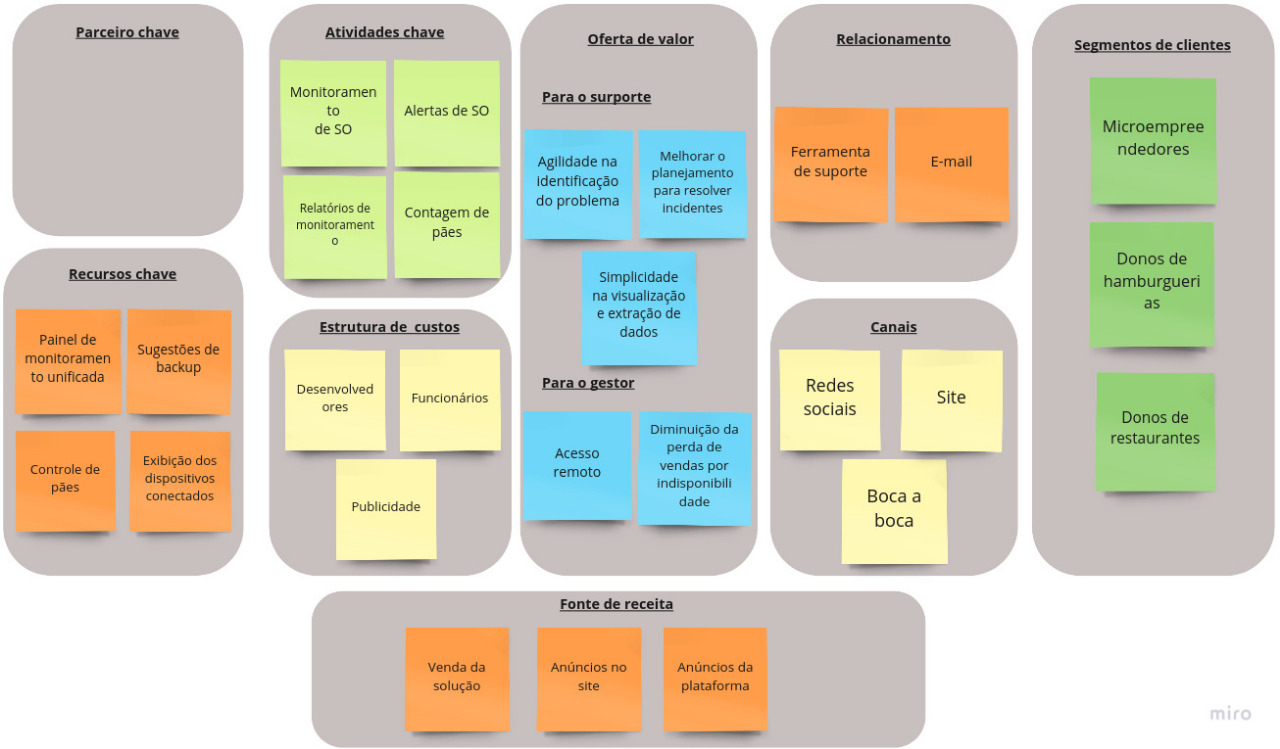 Parceiro chave
Recursos chave
Painel de
monitoramen
to unificada
Sugestões de
backup
Controle de
pães
Exibição dos
dispositivos
conectados
Atividades chave
Monitoramen
to
de SO
Alertas de SO
Relatórios de
monitorament
o
Contagem de
pães
Estrutura de custos
Desenvolved
ores
Funcionários
Publicidade
Oferta de valor
Para o surporte
Agilidade na
identificação
do problema
Melhorar o
planejamento
para resolver
incidentes
Simplicidade
na visualização
e extração de
dados
Para o gestor
Acesso
remoto
Diminuição da
perda de
vendas por
indisponibili
dade
Relacionamento
Ferramenta
de suporte
E-mail
Canais
Redes
sociais
Site
Boca a
boca
Segmentos de clientes
Microempree
ndedores
Donos de
hamburgueri
as
Donos de
restaurantes
Fonte de receita
Venda da
solução
Anúncios no
site
Anúncios da
plataforma
miro